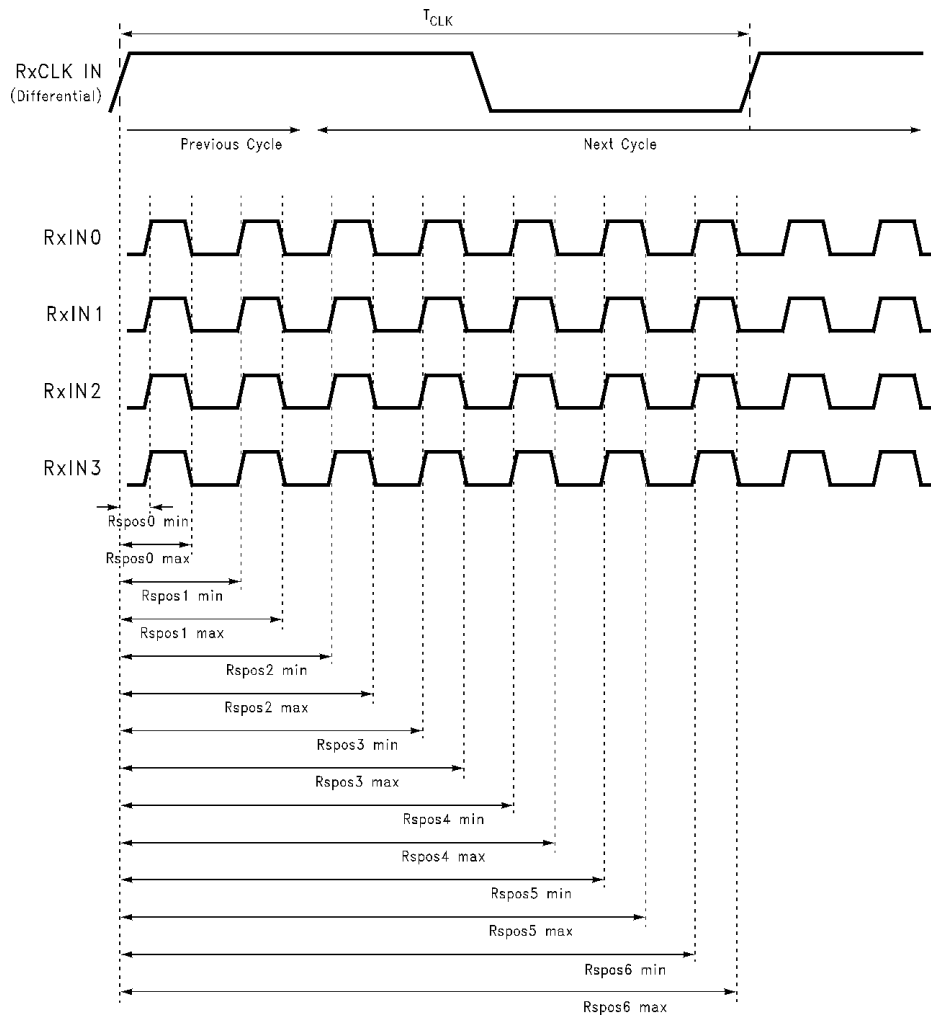 TCLK
RxCLK IN
(Differential)
Previous Cycle
Next Cycle
RxIN0
RxIN1
RxIN2
RxIN3
Rspos0 min
Rspos0 max
Rspos1 min
Rspos1 max
Rspos2 min
Rspos2 max
Rspos3 min
Rspos3 max
Rspos4 min
Rspos4 max
Rspos5 min
Rspos5 max
Rspos6 min
Rspos6 max